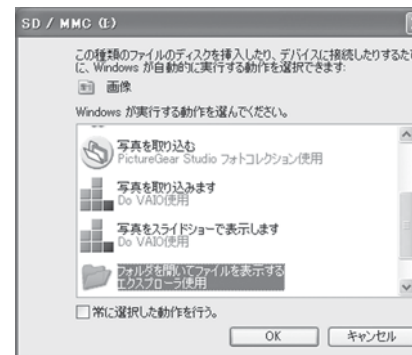 SD / MMC (E:)
この種類のファイルのディスクを挿入したり、デバイスに接続したりするた
に、Windows が自動的に実行する動作を選択できます:
画像
Windows が実行する動作を選んでください。
写真を取り込む
PictureGear Studio フォトコレクション使用
写真を取り込みます
Do VAIO使用
写真をスライドショーで表示します
Do VAIO使用
フォルダを開いてファイルを表示する
エクスプローラ使用
常に選択した動作を行う。
OK キャンセル